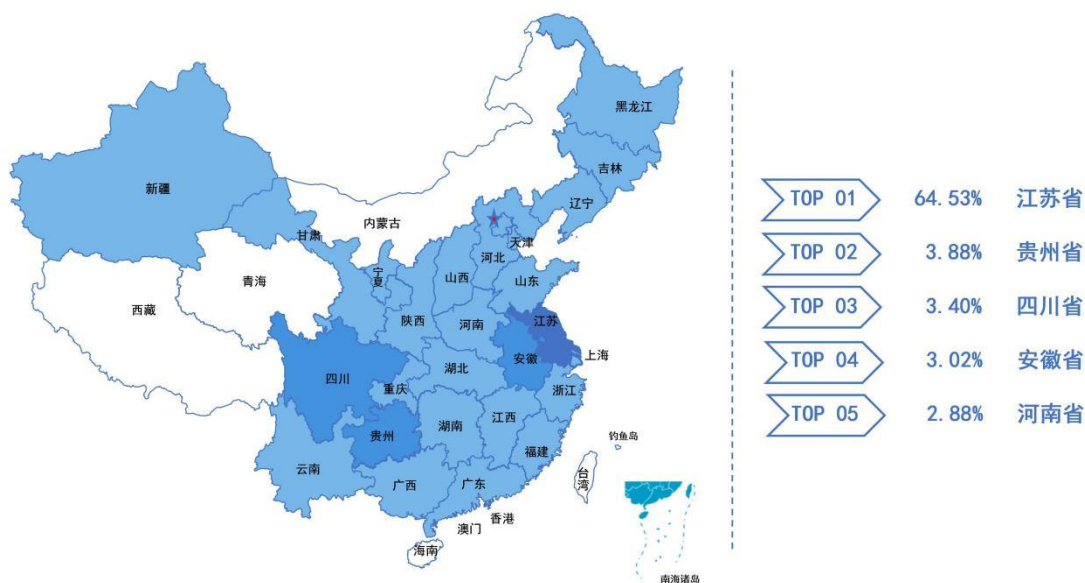 黑龙江
吉林
辽宁
新疆
内蒙古
甘肃
天津
河北
宁夏
山西
山东
青海
西藏
陕西
河南
江苏
安徽
上海
四川
湖北
重庆
浙江
贵州
湖南
江西
钓鱼岛
福建
云南
台湾
广西
广东
香港
澳门
海南
南海诸岛
TOP 01 64.53% 江苏省
TOP 02 3.88% 贵州省
TOP 03 3.40% 四川省
TOP 04 3.02% 安徽省
TOP 05 2.88% 河南省